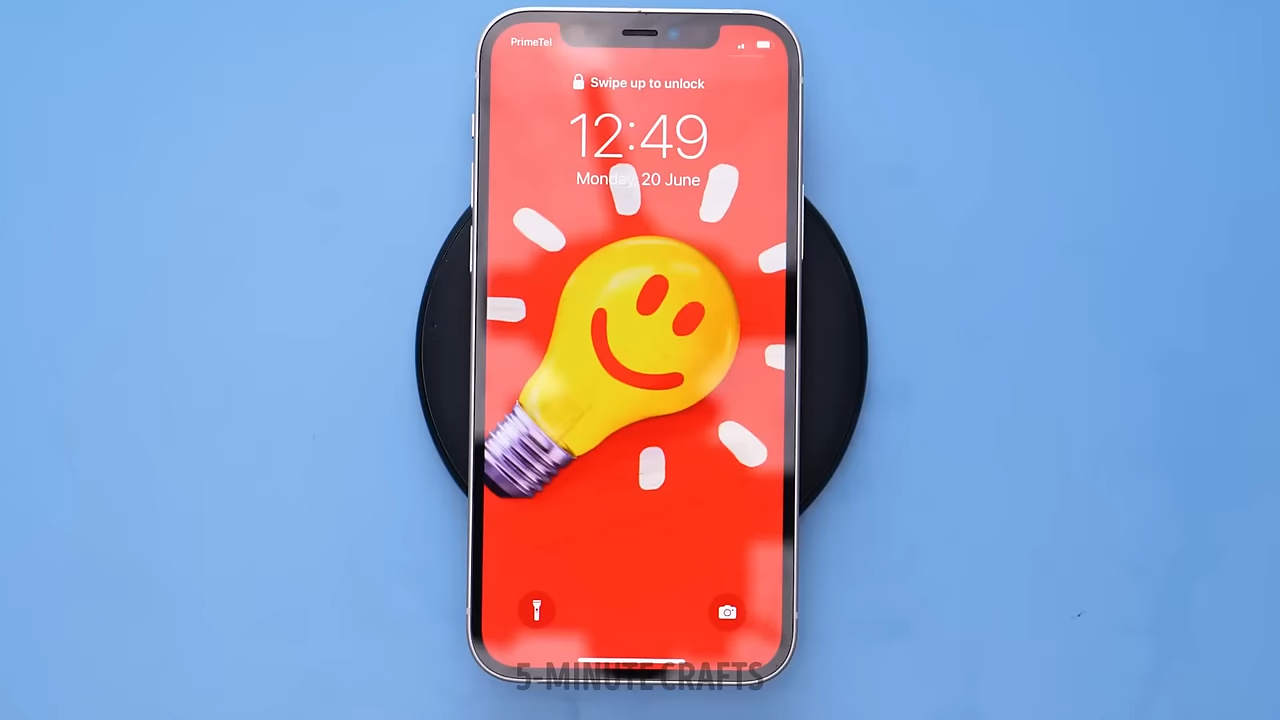 PrimeTel
Swipe up to unlock
12:49
Monday, 20 June
5-MINUTE CRAFTS